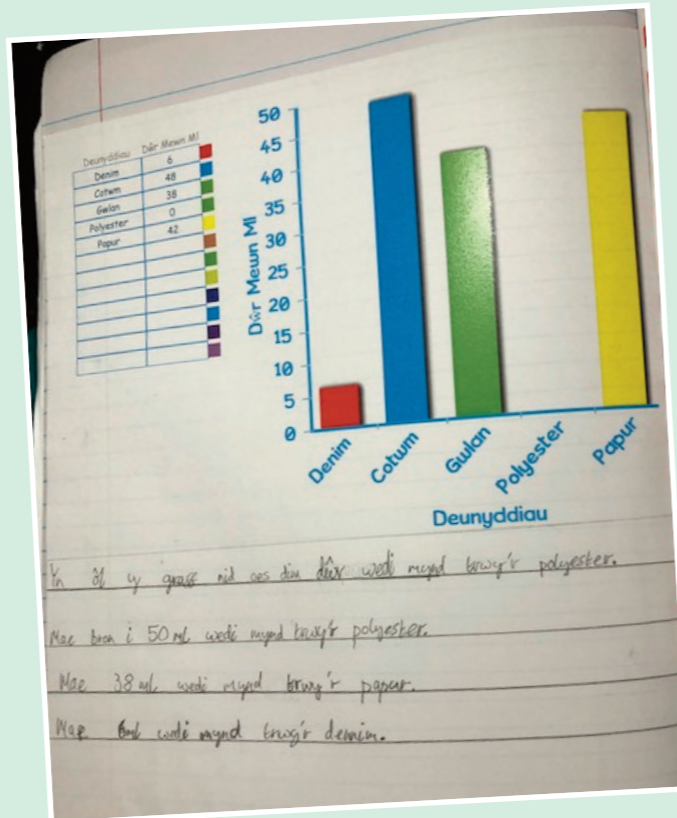 Deunyddiau Dŵr Mewn Ml
Denim 6
Cotwm 48
Gwlan 38
Polyester 0
Papur 42
Dŵr Mewn Ml
50
45
40
35
30
25
20
15
10
5
0
Denim
Cotwm
Gwlan
Polyester
Papur
Deunyddiau
Yn ôl y graff nid oes dim dŵr wedi mynd trwy'r polyester.
Mae bron i 50 ml wedi mynd trwy'r polyester.
Mae 38 ml wedi mynd trwy'r papur.
Mae 6ml wedi mynd trwy'r denim.